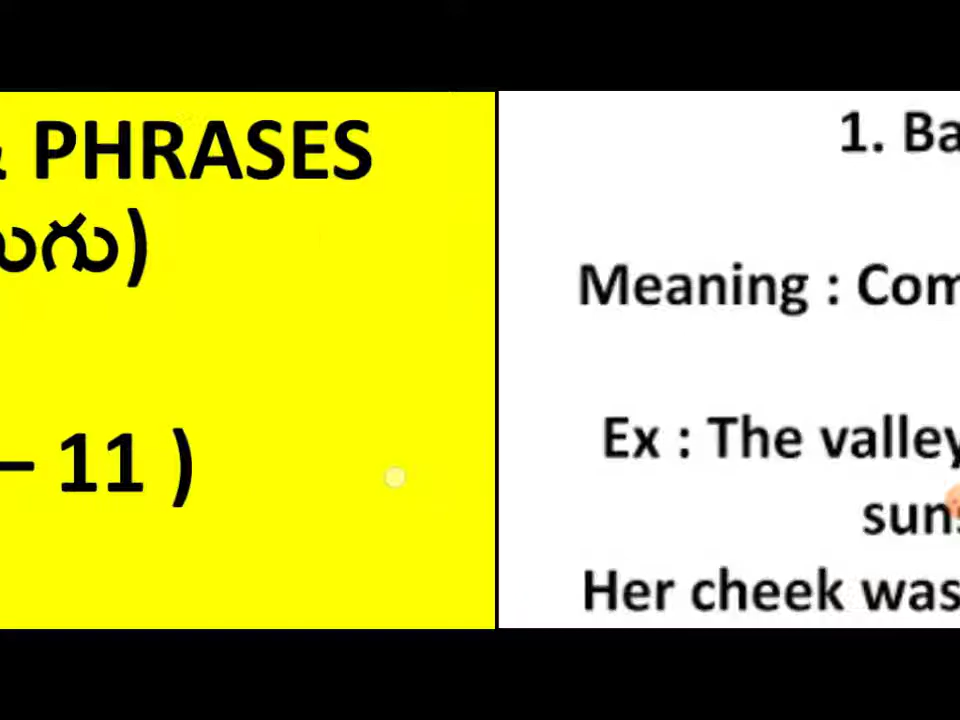 & PHRASES
లుగు)
– 11 )
1. Ba
Meaning : Com
Ex : The valley
suns
Her cheek was